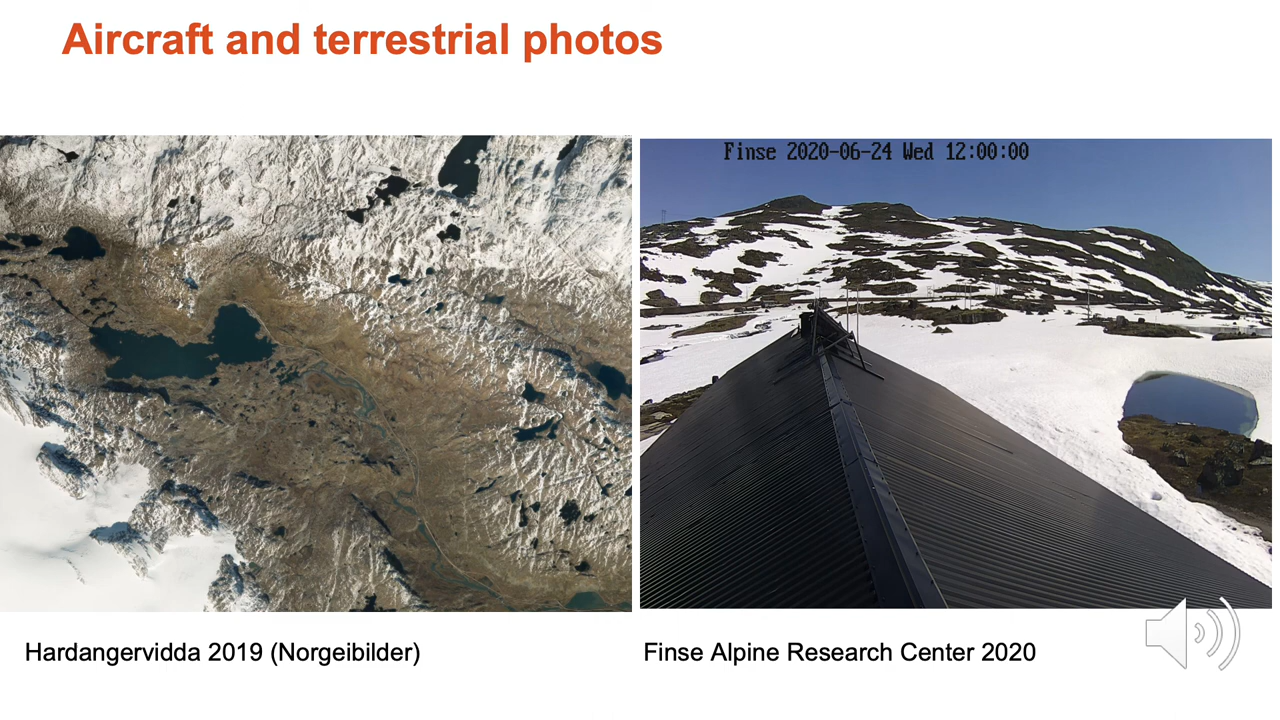 Aircraft and terrestrial photos
Finse 2020-06-24 Wed 12:00:00
Hardangervidda 2019 (Norgeibilder)
Finse Alpine Research Center 2020